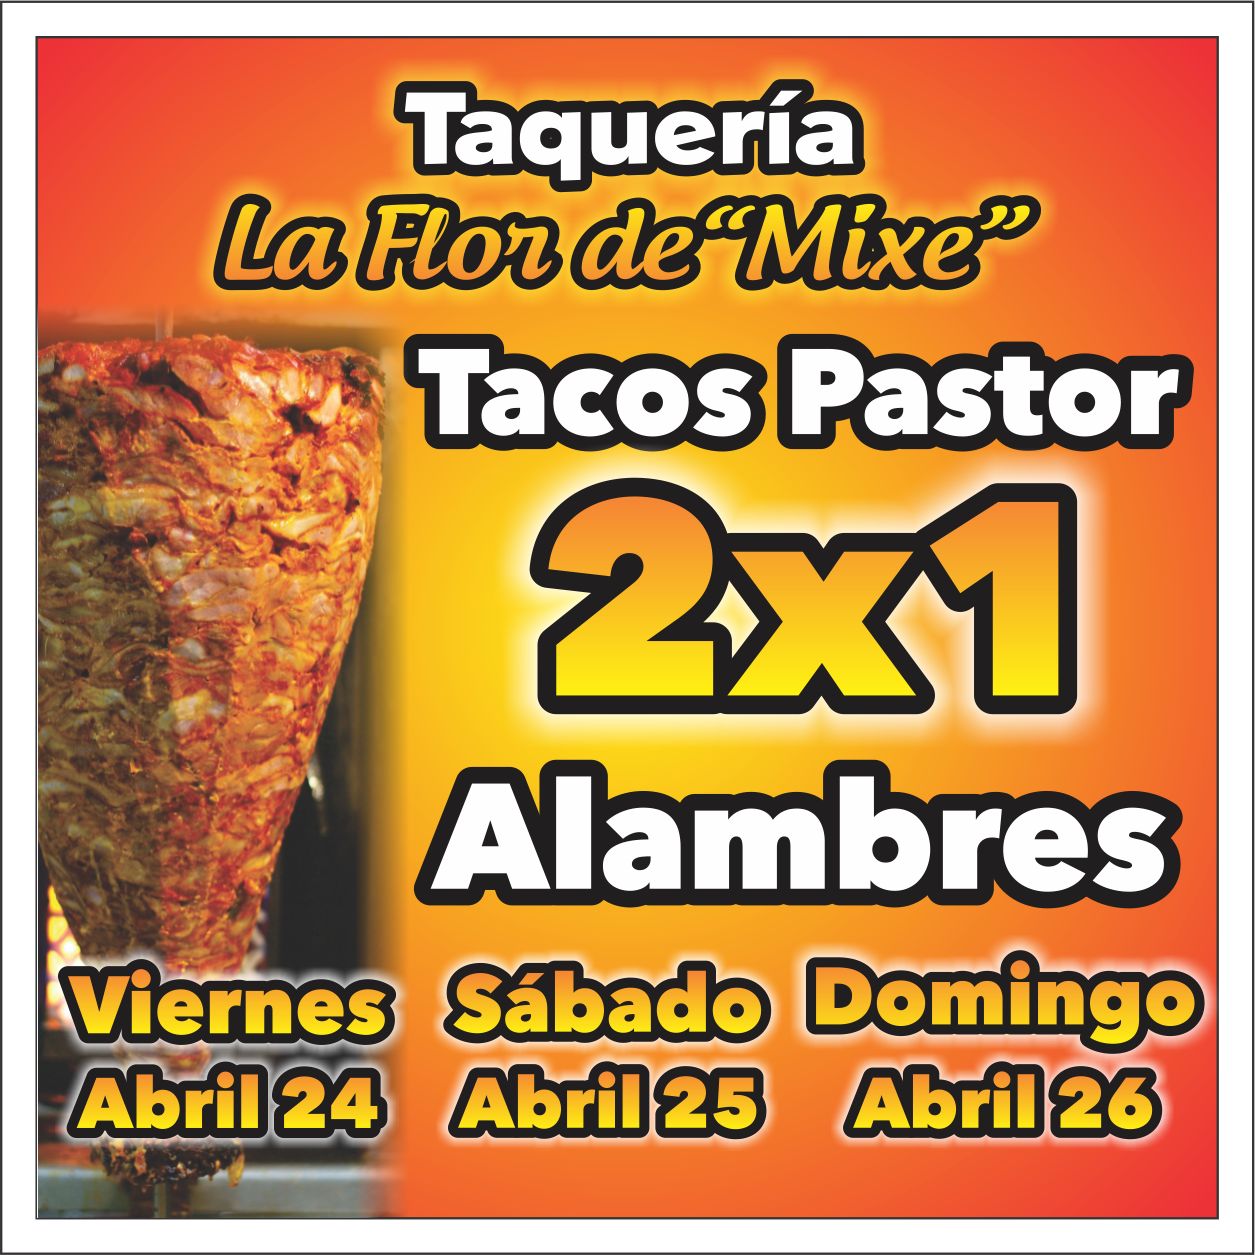 Taquería
La Flor de “Mixe”
Tacos Pastor
2x1
Alambres
Viernes
Abril 24
Sábado
Abril 25
Domingo
Abril 26